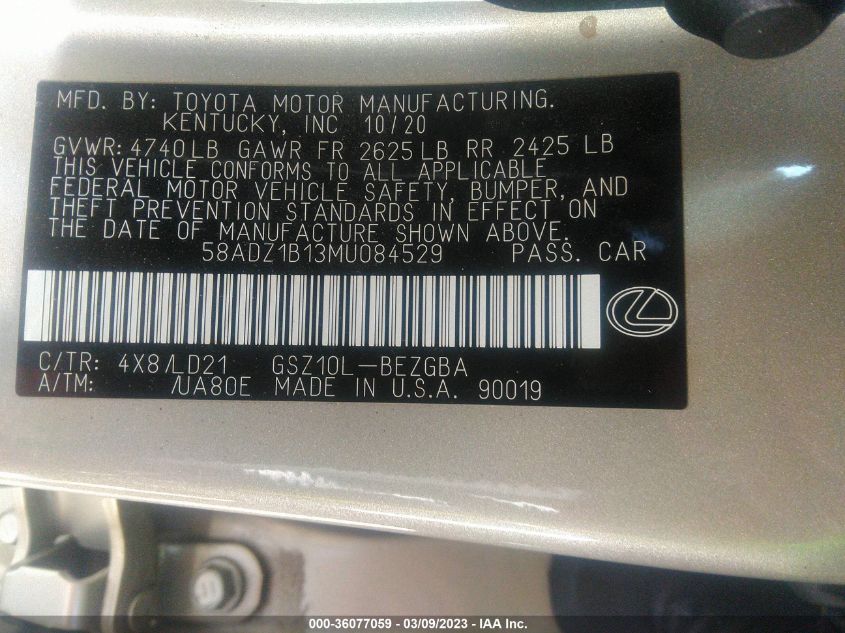 MFD. BY: TOYOTA MOTOR MANUFACTURING.
KENTUCKY, INC 10/20
GVWR: 4740LB GAWR FR 2625LB RR 2425 LB
THIS VEHICLE CONFORMS TO ALL APPLICABLE
FEDERAL MOTOR VEHICLE SAFETY, BUMPER, AND
THEFT PREVENTION STANDARDS IN EFFECT ON
THE DATE OF MANUFACTURE SHOWN ABOVE.
58ADZ1B13MU084529 PASS. CAR
C/TR: 4X8/LD21 GSZ10L-BEZGBA
A/TM: /UA80E MADE IN U.S.A. 90019
000-36077059 - 03/09/2023 - IAA Inc.